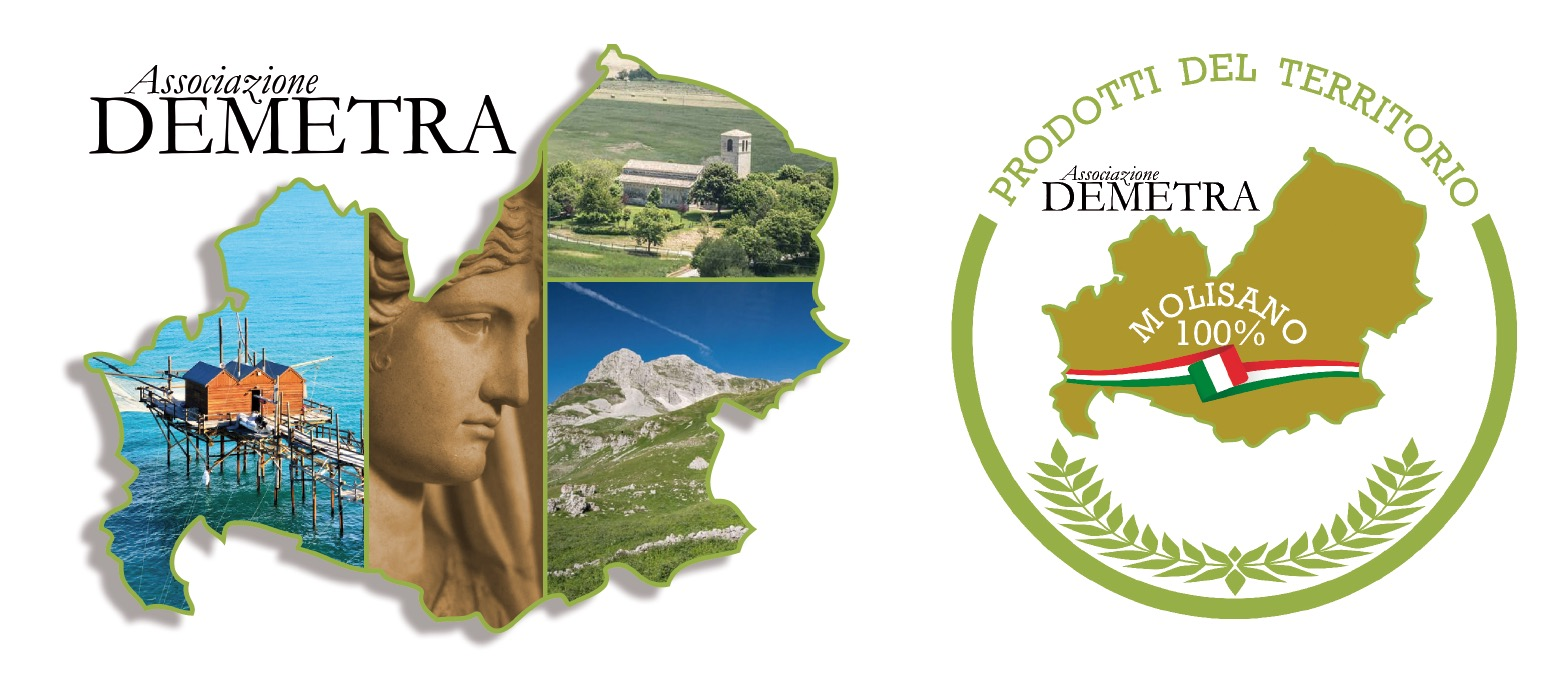 Associazione
DEMETRA
PRODOTTI DEL TERRITORIO
Associazione
DEMETRA
MOLISANO
100%